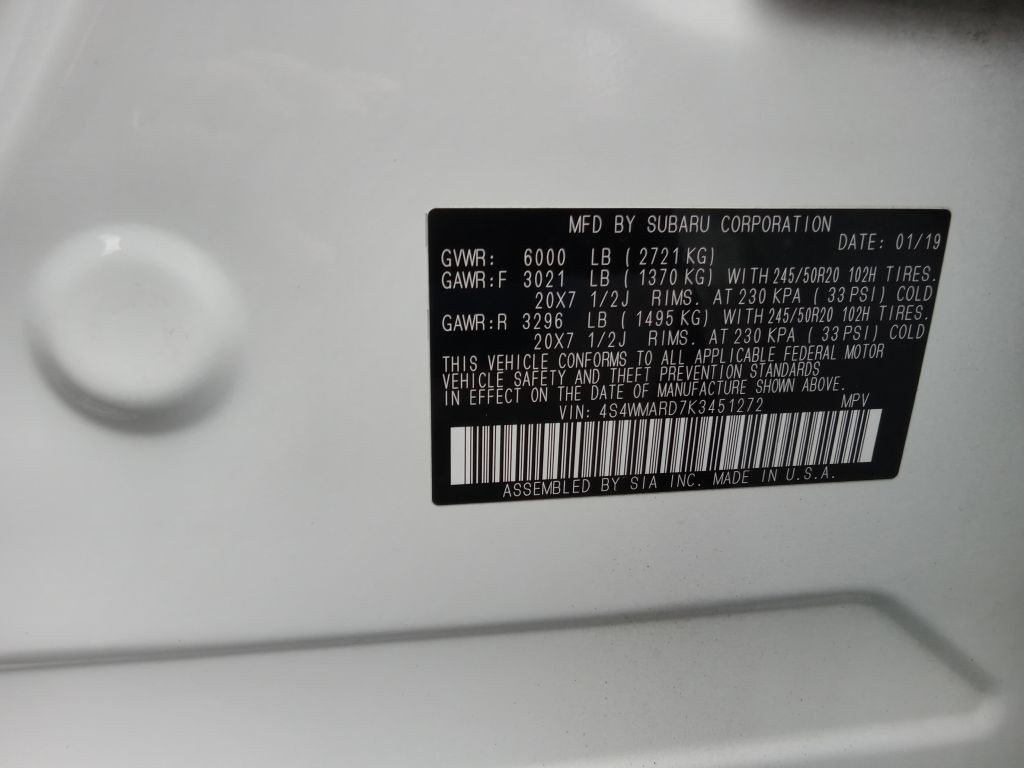 MFD BY SUBARU CORPORATION
DATE: 01/19
GVWR: 6000 LB (2721 KG)
GAWR:F 3021 LB (1370 KG) WITH 245/50R20 102H TIRES.
20X7 1/2J RIMS. AT 230 KPA (33 PSI) COLD
GAWR:R 3296 LB (1495 KG) WITH 245/50R20 102H TIRES.
20X7 1/2J RIMS. AT 230 KPA (33 PSI) COLD
THIS VEHICLE CONFORMS TO ALL APPLICABLE FEDERAL MOTOR
VEHICLE SAFETY AND THEFT PREVENTION STANDARDS
IN EFFECT ON THE DATE OF MANUFACTURE SHOWN ABOVE.
VIN: 4S4WMARD7K3451272 MPV
ASSEMBLED BY SIA INC. MADE IN U.S.A.